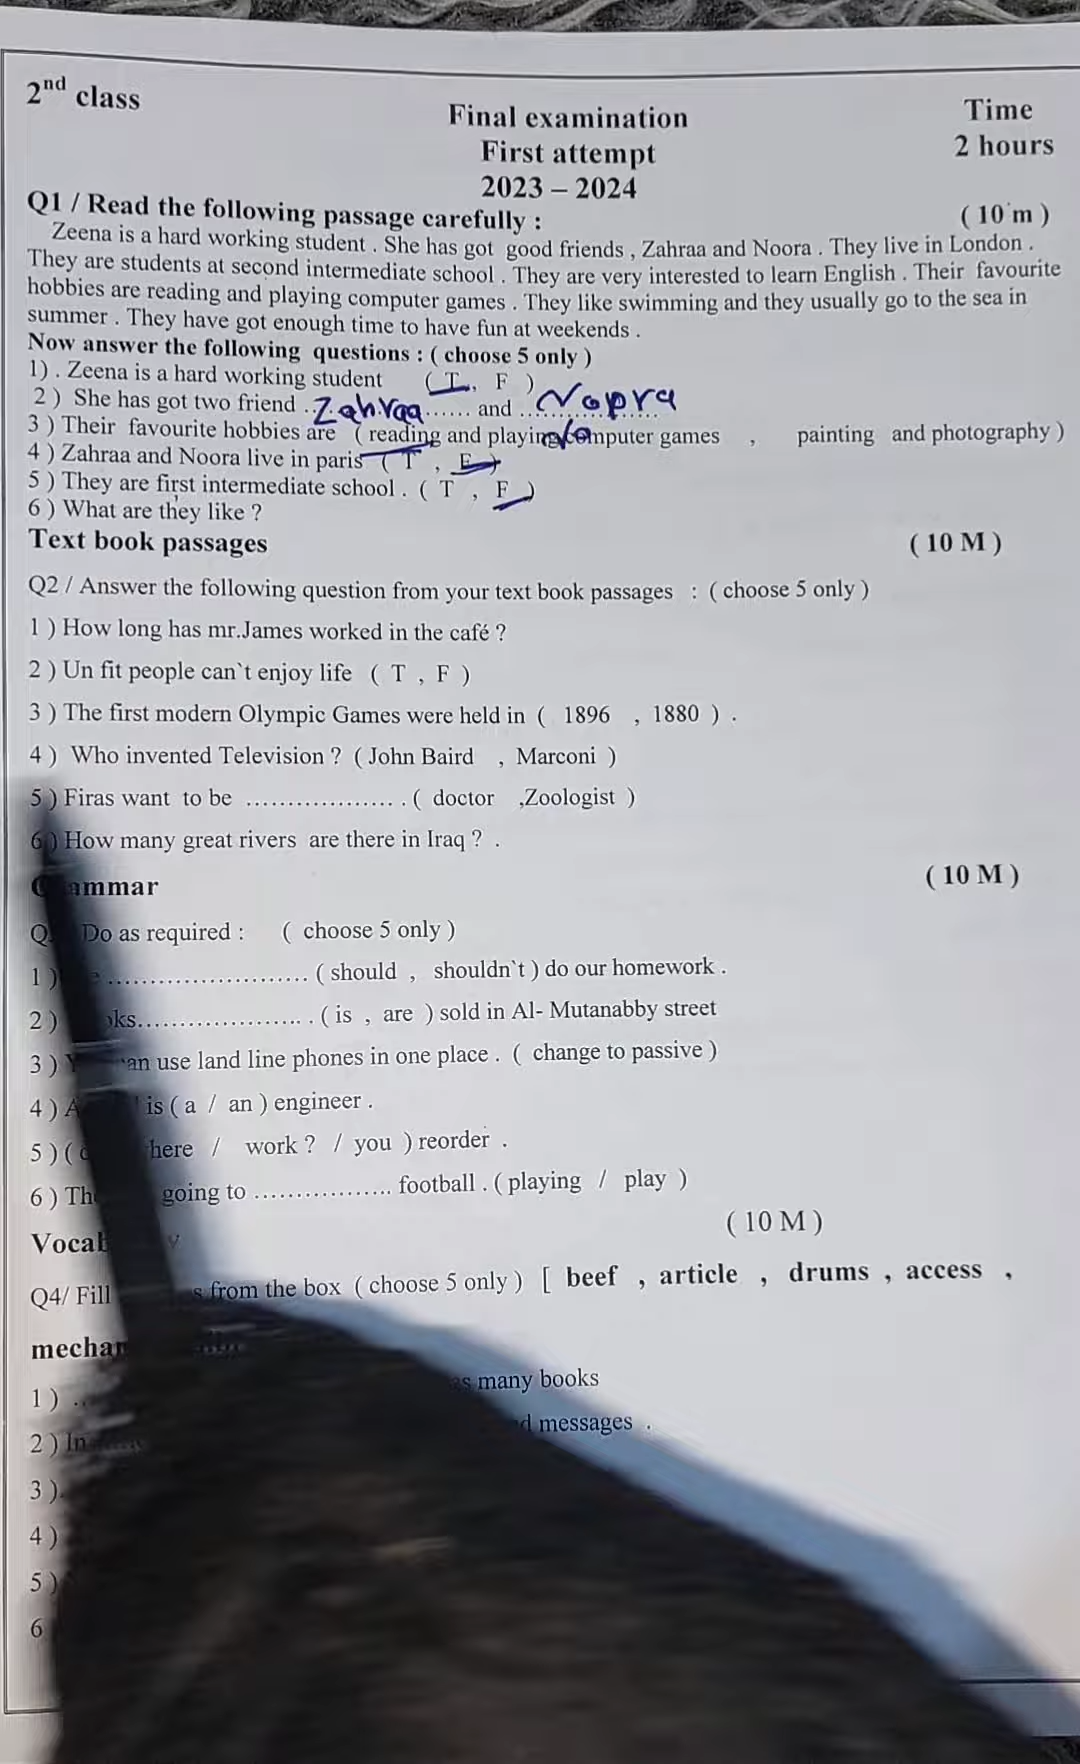 2nd class
Final examination
Time
First attempt
2 hours
2023 – 2024
Q1 / Read the following passage carefully :
( 10 m )
Zeena is a hard working student . She has got good friends , Zahraa and Noora . They live in London .
They are students at second intermediate school . They are very interested to learn English . Their favourite
hobbies are reading and playing computer games . They like swimming and they usually go to the sea in
summer . They have got enough time to have fun at weekends .
Now answer the following questions : ( choose 5 only )
1) . Zeena is a hard working student ( T , F )
2 ) She has got two friend . Zahraa ...... and ... Noora
3 ) Their favourite hobbies are ( reading and playing computer games , painting and photography )
4 ) Zahraa and Noora live in paris ( T , F )
5 ) They are first intermediate school . ( T , F )
6 ) What are they like ?
Text book passages
( 10 M )
Q2 / Answer the following question from your text book passages : ( choose 5 only )
1 ) How long has mr.James worked in the café ?
2 ) Un fit people can`t enjoy life ( T , F )
3 ) The first modern Olympic Games were held in ( 1896 , 1880 ) .
4 ) Who invented Television ? ( John Baird , Marconi )
5 ) Firas want to be ................... . ( doctor ,Zoologist )
6 ) How many great rivers are there in Iraq ? .
( 10 M )
Do as required : ( choose 5 only )
1 ) ......................... ( should , shouldn`t ) do our homework .
2 ) .................... . ( is , are ) sold in Al- Mutanabby street
3 ) use land line phones in one place . ( change to passive )
4 ) is ( a / an ) engineer .
5 ) ( / work ? / you ) reorder .
6 ) going to ................. football . ( playing / play )
( 10 M )
Q4/ Fill from the box ( choose 5 only ) [ beef , article , drums , access ,
1 ) many books
2 ) In messages .
3 )
4 )
5 )
6